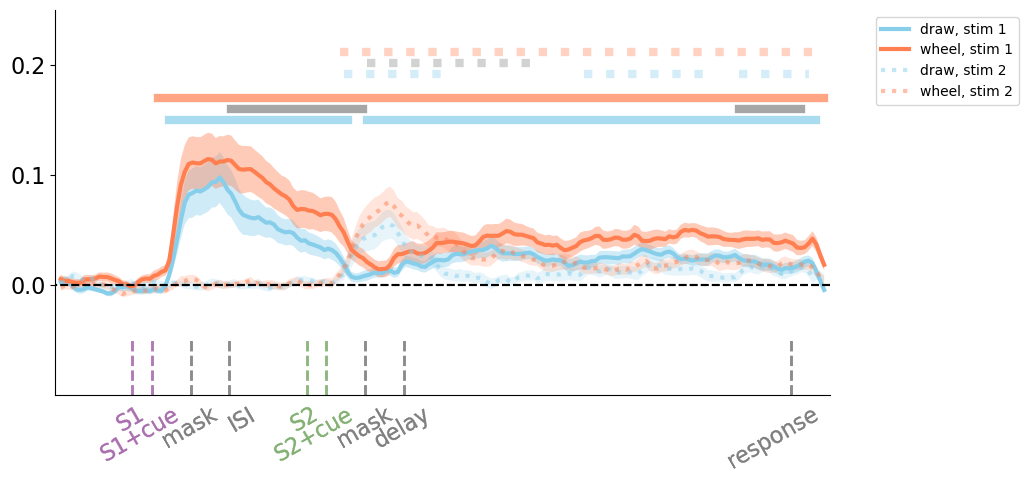 draw, stim 1
wheel, stim 1
draw, stim 2
wheel, stim 2
0.2
0.1
0.0
S1
S1+cue
mask
ISI
S2
S2+cue
mask
delay
response